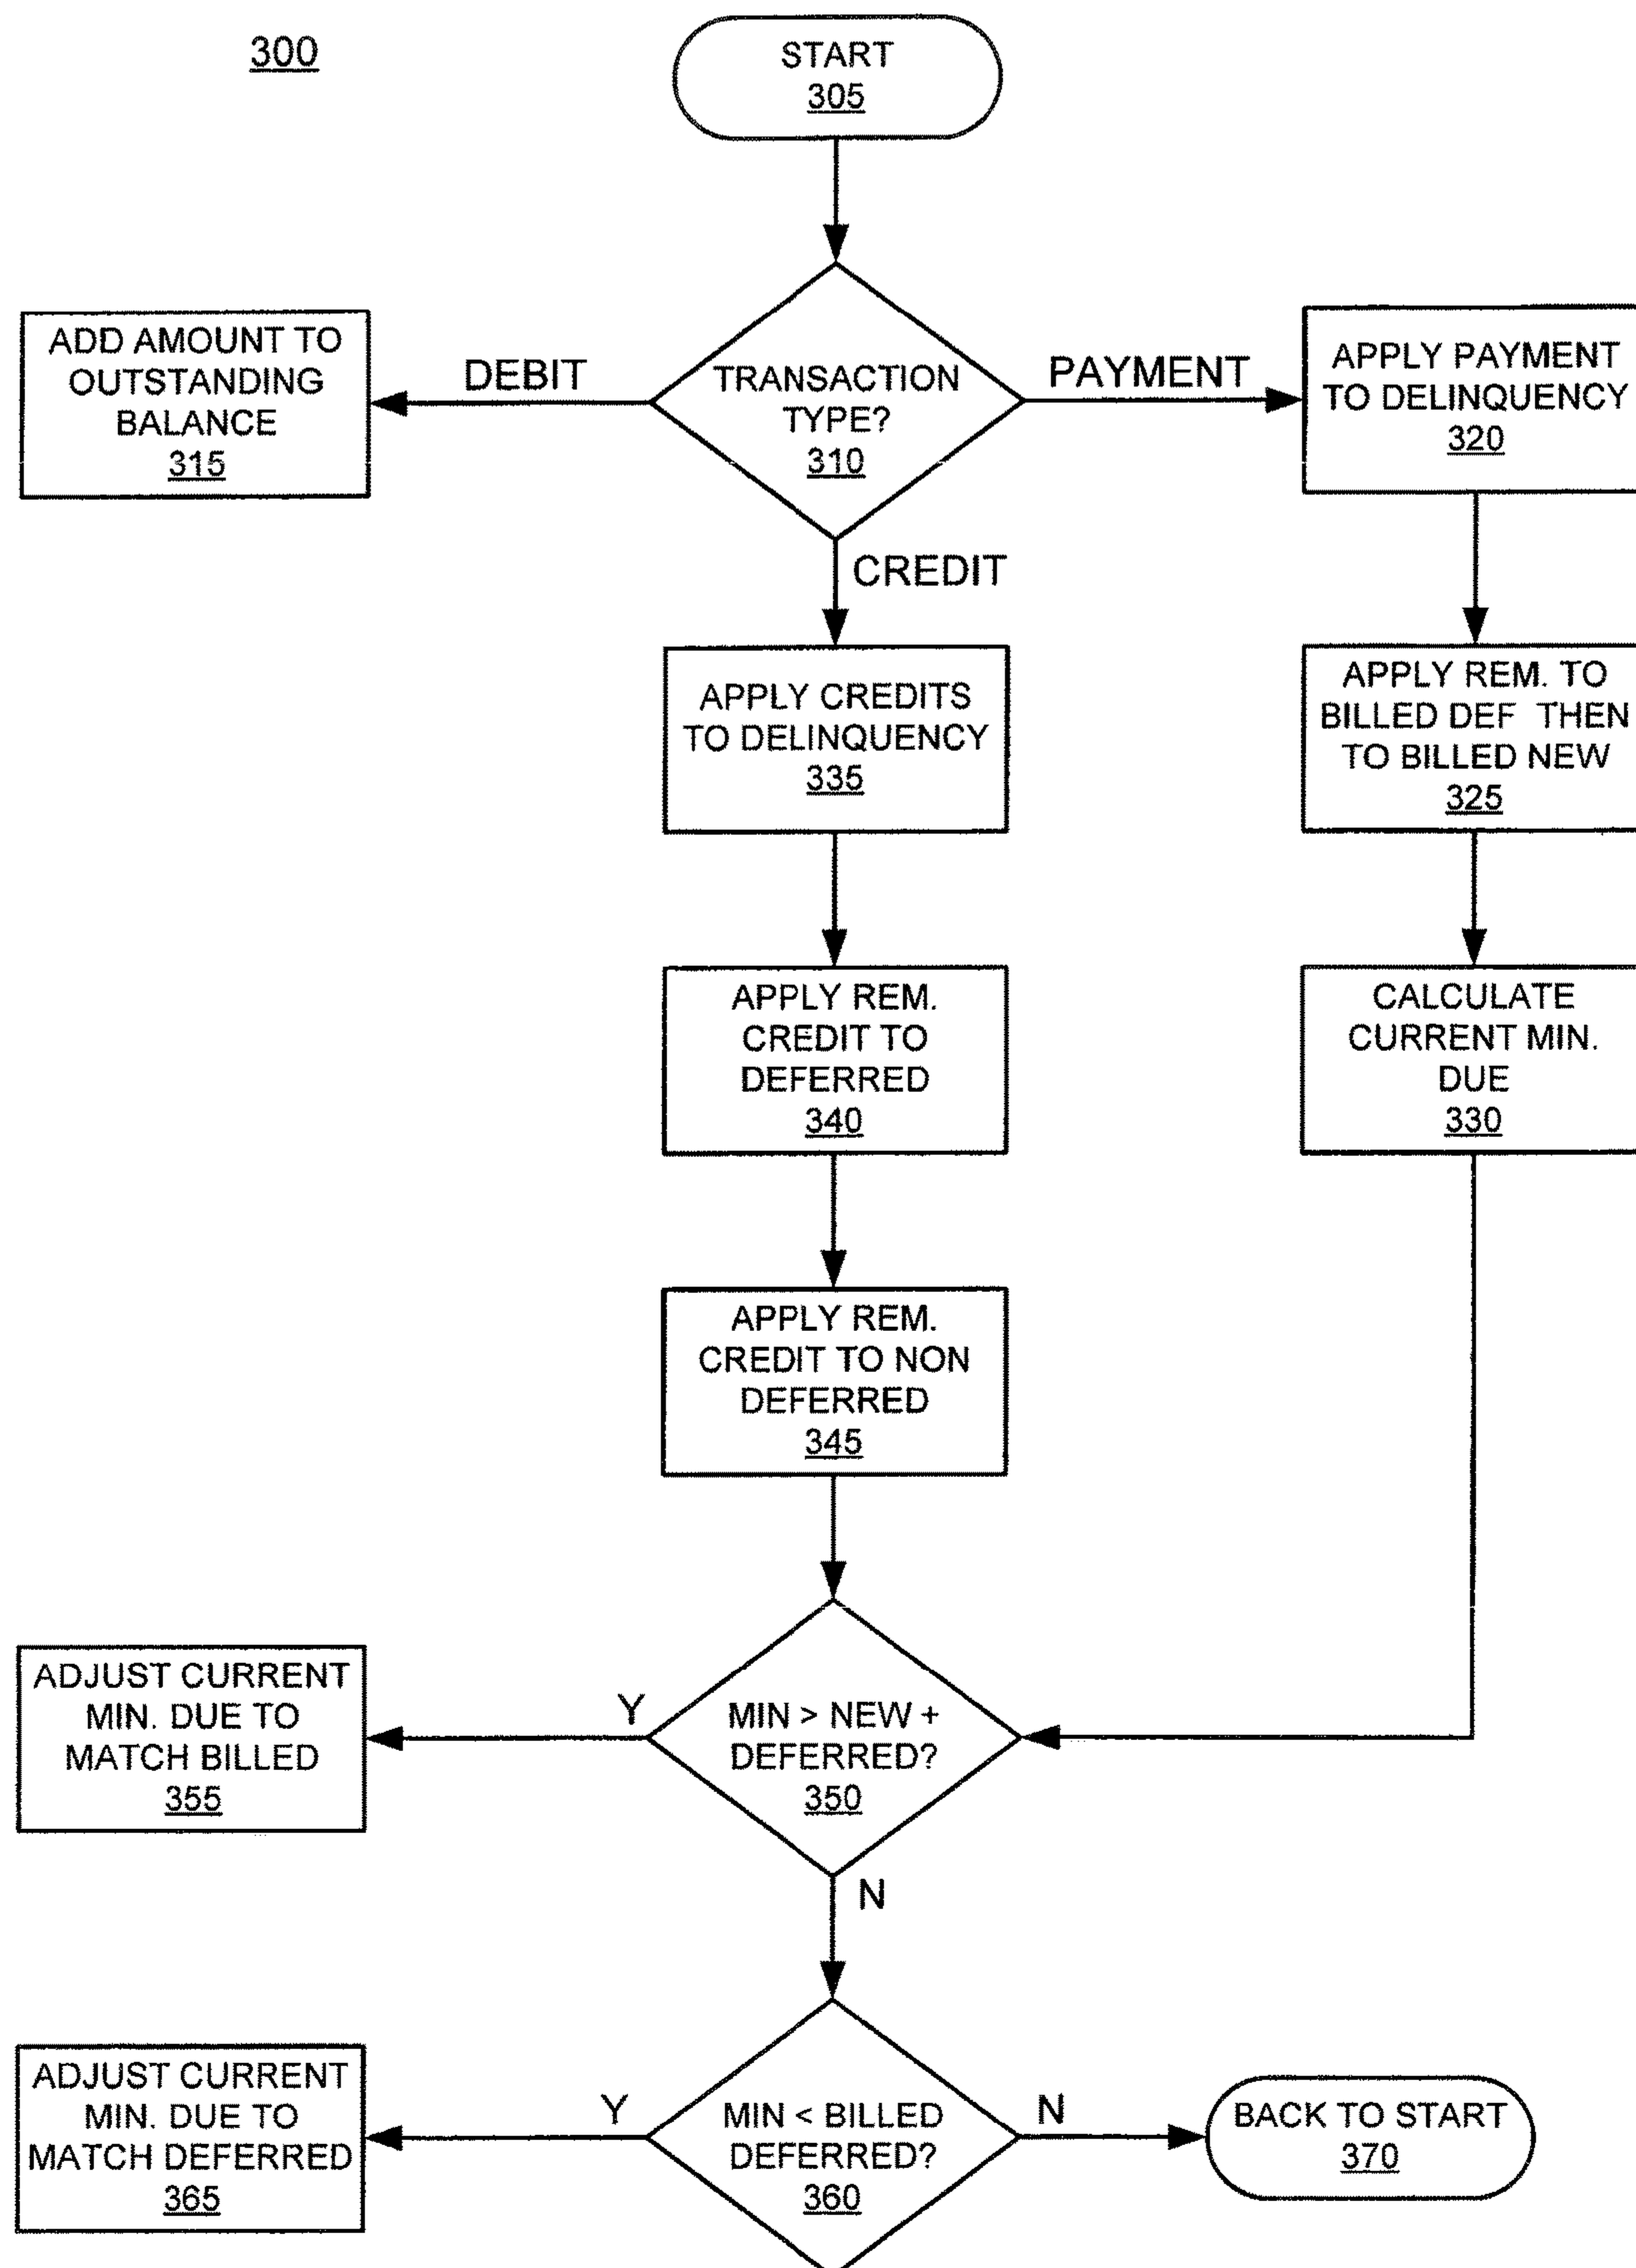 300
START
305
TRANSACTION
TYPE?
310
DEBIT
ADD AMOUNT TO
OUTSTANDING
BALANCE
315
PAYMENT
APPLY PAYMENT
TO DELINQUENCY
320
CREDIT
APPLY CREDITS
TO DELINQUENCY
335
APPLY REM. TO
BILLED DEF THEN
TO BILLED NEW
325
APPLY REM.
CREDIT TO
DEFERRED
340
CALCULATE
CURRENT MIN.
DUE
330
APPLY REM.
CREDIT TO NON
DEFERRED
345
MIN > NEW +
DEFERRED?
350
Y
ADJUST CURRENT
MIN. DUE TO
MATCH BILLED
355
N
MIN < BILLED
DEFERRED?
360
Y
ADJUST CURRENT
MIN. DUE TO
MATCH DEFERRED
365
N
BACK TO START
370